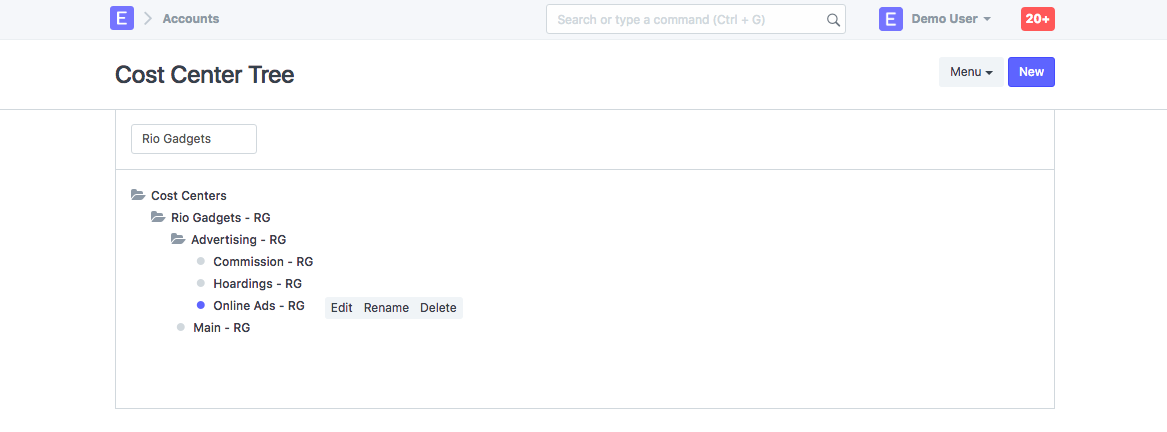 E Accounts Search or type a command (Ctrl + G) E Demo User 20+
Cost Center Tree Menu New
Rio Gadgets
Cost Centers
Rio Gadgets - RG
Advertising - RG
Commission - RG
Hoardings - RG
Online Ads - RG Edit Rename Delete
Main - RG